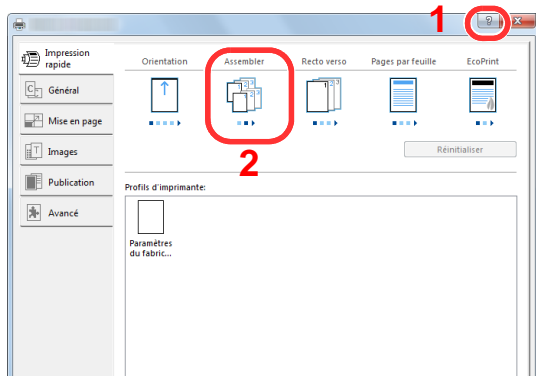 1
?
X
Impression
rapide
Général
Mise en page
Images
Publication
Avancé
Orientation
Assembler
Recto verso
Pages par feuille
EcoPrint
2
Réinitialiser
Profils d'imprimante:
Paramètres
du fabric...